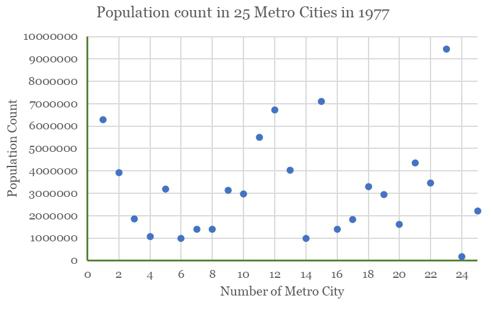 Population count in 25 Metro Cities in 1977
10000000
9000000
8000000
7000000
6000000
5000000
4000000
3000000
2000000
1000000
0
Population Count
0 2 4 6 8 10 12 14 16 18 20 22 24
Number of Metro City